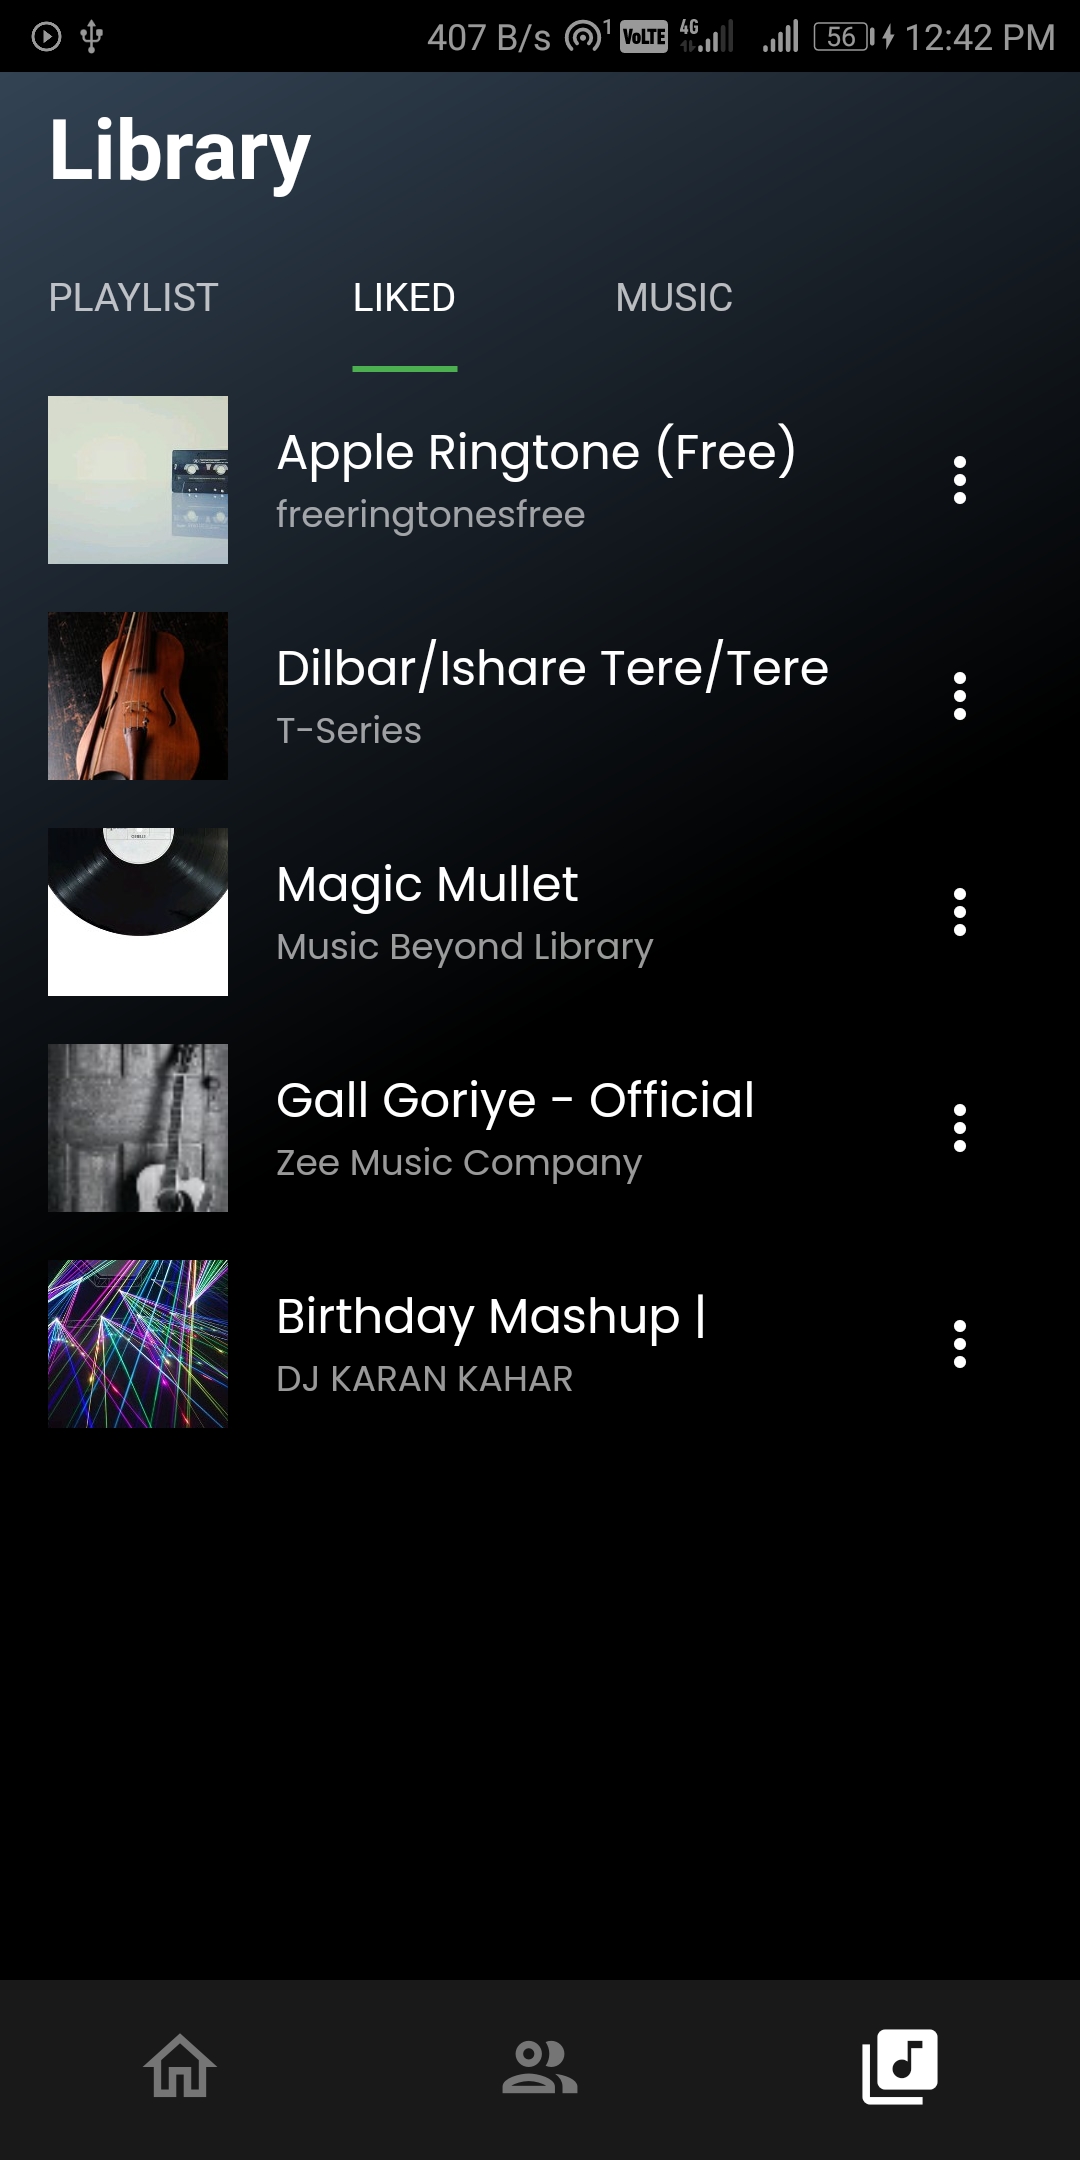 407 B/s 1 VoLTE 4G 56 12:42 PM
Library
PLAYLIST LIKED MUSIC
Apple Ringtone (Free)
freeringtonesfree
Dilbar/Ishare Tere/Tere
T-Series
Magic Mullet
Music Beyond Library
Gall Goriye - Official
Zee Music Company
Birthday Mashup |
DJ KARAN KAHAR